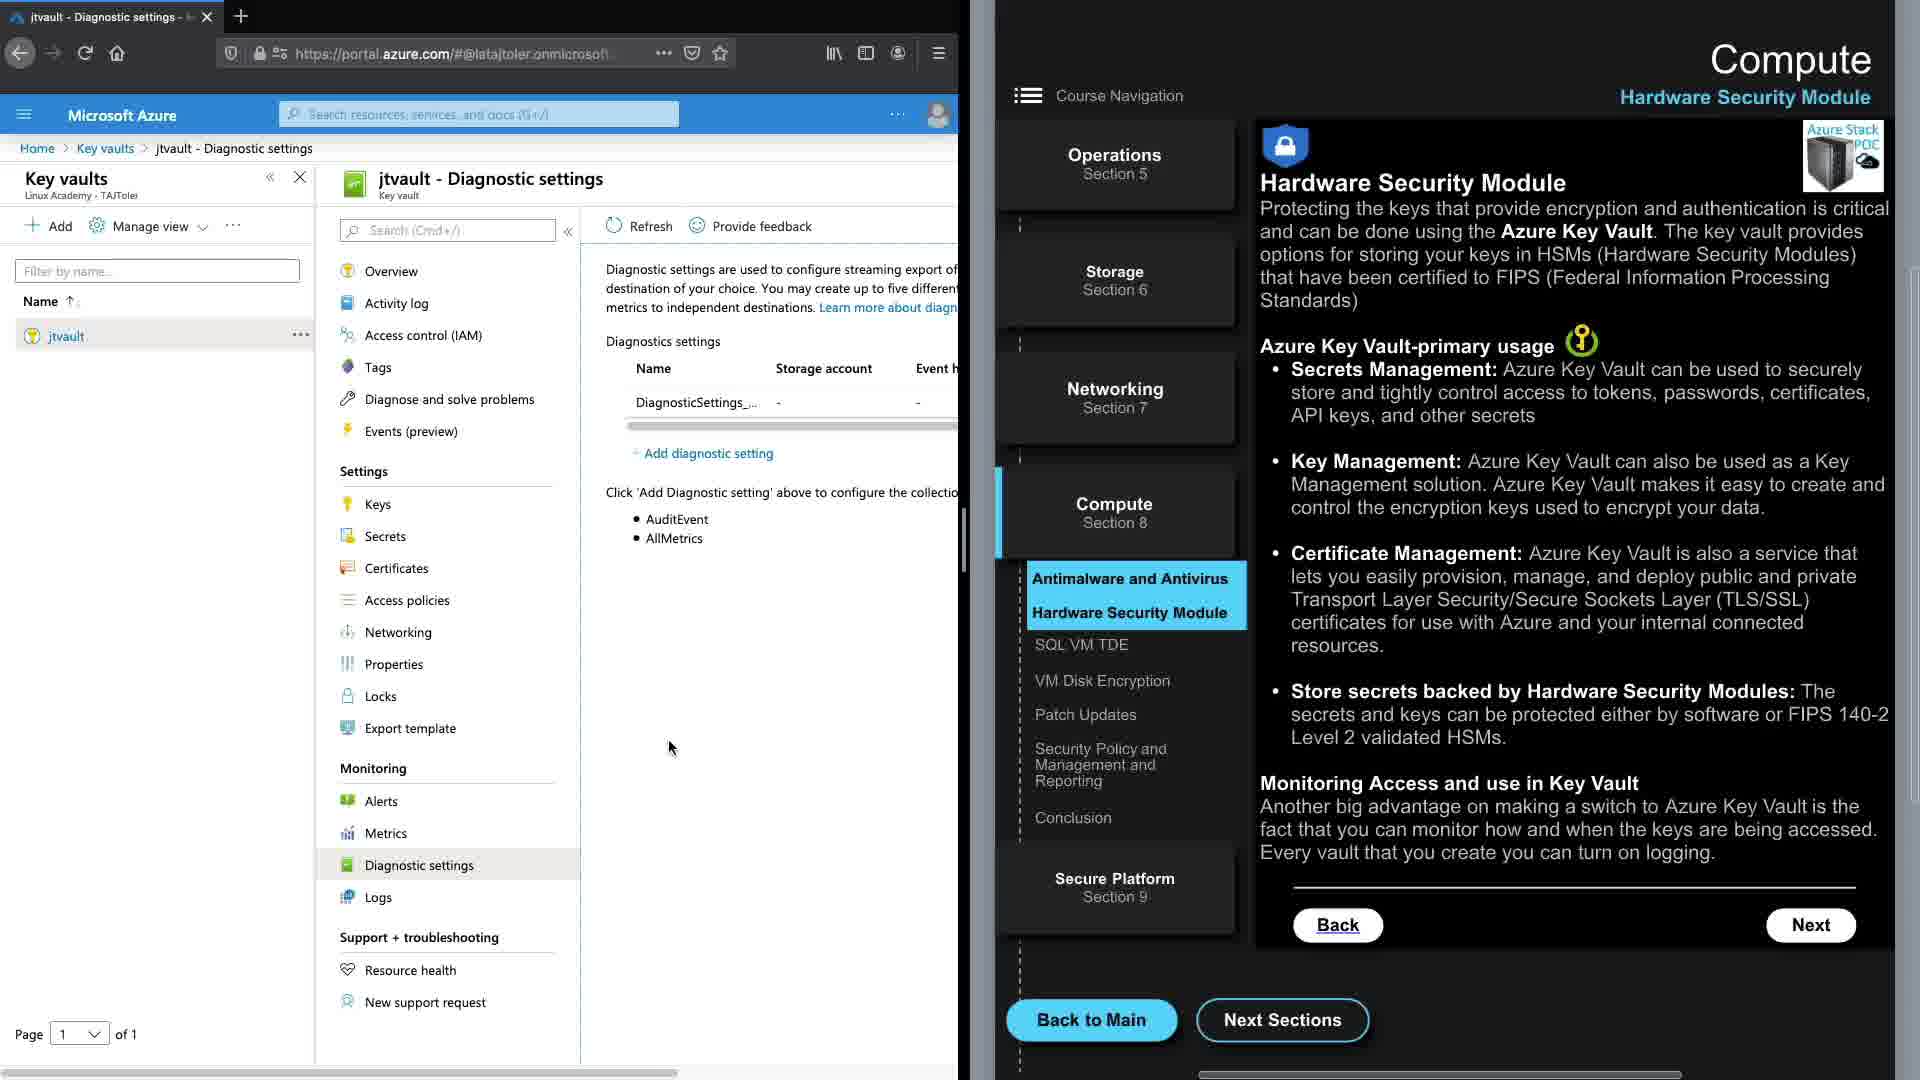 jtvault - Diagnostic settings -
https://portal.azure.com/#@latajtoler.onmicrosoft.
Microsoft Azure
Search resources, services, and docs (G+/)
Home > Key vaults > jtvault - Diagnostic settings
Key vaults
Linux Academy - TAJToler
Add
Manage view
Filter by name...
Name ↑
jtvault
Page 1 of 1
jtvault - Diagnostic settings
Key vault
Search (Cmd+/)
Overview
Activity log
Access control (IAM)
Tags
Diagnose and solve problems
Events (preview)
Settings
Keys
Secrets
Certificates
Access policies
Networking
Properties
Locks
Export template
Monitoring
Alerts
Metrics
Diagnostic settings
Logs
Support + troubleshooting
Resource health
New support request
Refresh
Provide feedback
Diagnostic settings are used to configure streaming export of
destination of your choice. You may create up to five different
metrics to independent destinations. Learn more about diagn
Diagnostics settings
Name Storage account Event h
DiagnosticSettings_... - -
+ Add diagnostic setting
Click 'Add Diagnostic setting' above to configure the collectio
• AuditEvent
• AllMetrics
Compute
Hardware Security Module
Course Navigation
Operations
Section 5
Storage
Section 6
Networking
Section 7
Compute
Section 8
Antimalware and Antivirus
Hardware Security Module
SQL VM TDE
VM Disk Encryption
Patch Updates
Security Policy and
Management and
Reporting
Conclusion
Secure Platform
Section 9
Azure Stack
POC
Hardware Security Module
Protecting the keys that provide encryption and authentication is critical
and can be done using the Azure Key Vault. The key vault provides
options for storing your keys in HSMs (Hardware Security Modules)
that have been certified to FIPS (Federal Information Processing
Standards)
Azure Key Vault-primary usage
• Secrets Management: Azure Key Vault can be used to securely
store and tightly control access to tokens, passwords, certificates,
API keys, and other secrets
• Key Management: Azure Key Vault can also be used as a Key
Management solution. Azure Key Vault makes it easy to create and
control the encryption keys used to encrypt your data.
• Certificate Management: Azure Key Vault is also a service that
lets you easily provision, manage, and deploy public and private
Transport Layer Security/Secure Sockets Layer (TLS/SSL)
certificates for use with Azure and your internal connected
resources.
• Store secrets backed by Hardware Security Modules: The
secrets and keys can be protected either by software or FIPS 140-2
Level 2 validated HSMs.
Monitoring Access and use in Key Vault
Another big advantage on making a switch to Azure Key Vault is the
fact that you can monitor how and when the keys are being accessed.
Every vault that you create you can turn on logging.
Back
Next
Back to Main
Next Sections